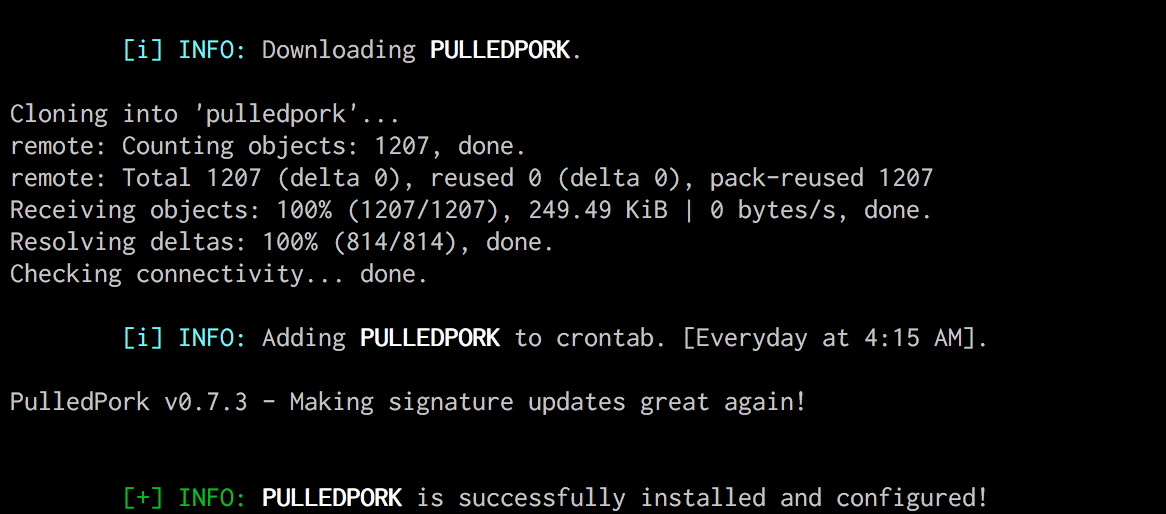 [i] INFO: Downloading PULLEDPORK.
Cloning into 'pulledpork'...
remote: Counting objects: 1207, done.
remote: Total 1207 (delta 0), reused 0 (delta 0), pack-reused 1207
Receiving objects: 100% (1207/1207), 249.49 KiB | 0 bytes/s, done.
Resolving deltas: 100% (814/814), done.
Checking connectivity... done.
[i] INFO: Adding PULLEDPORK to crontab. [Everyday at 4:15 AM].
PulledPork v0.7.3 - Making signature updates great again!
[+] INFO: PULLEDPORK is successfully installed and configured!